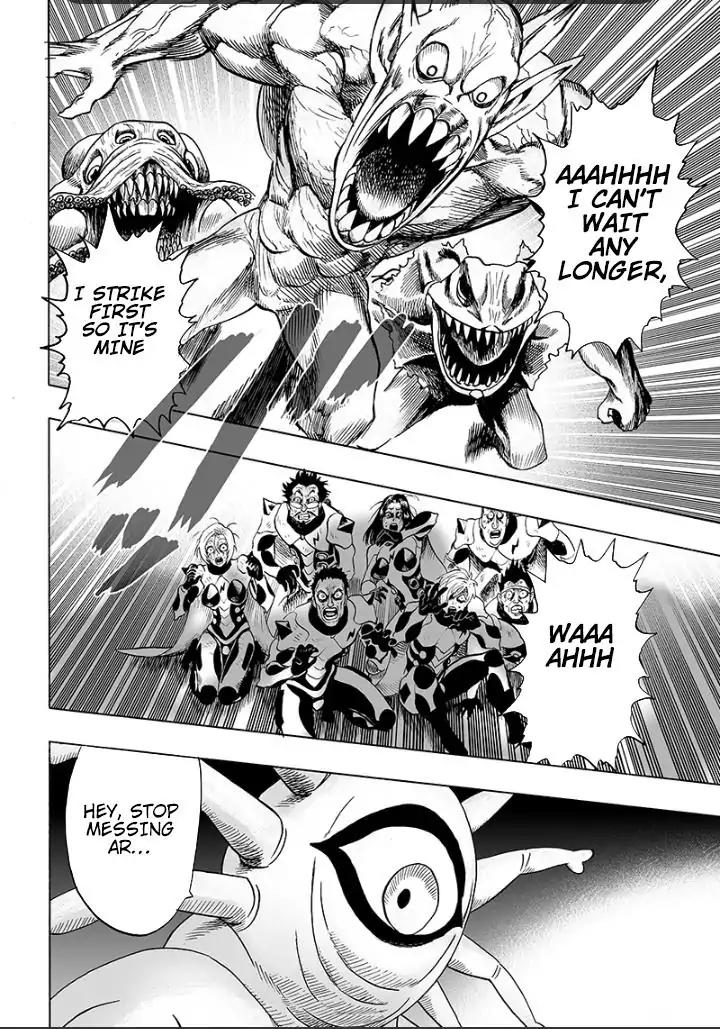 AAAHHHH
I CAN'T
WAIT
ANY
LONGER,
I STRIKE
FIRST
SO IT'S
MINE
WAAA
AHHH
HEY, STOP
MESSING
AR...